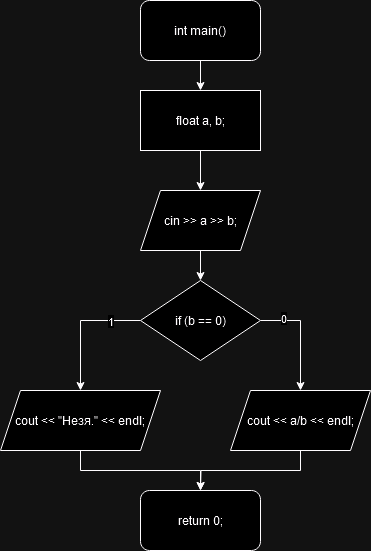 int main()
float a, b;
cin >> a >> b;
if (b == 0)
1
0
cout << "Незя." << endl;
cout << a/b << endl;
return 0;